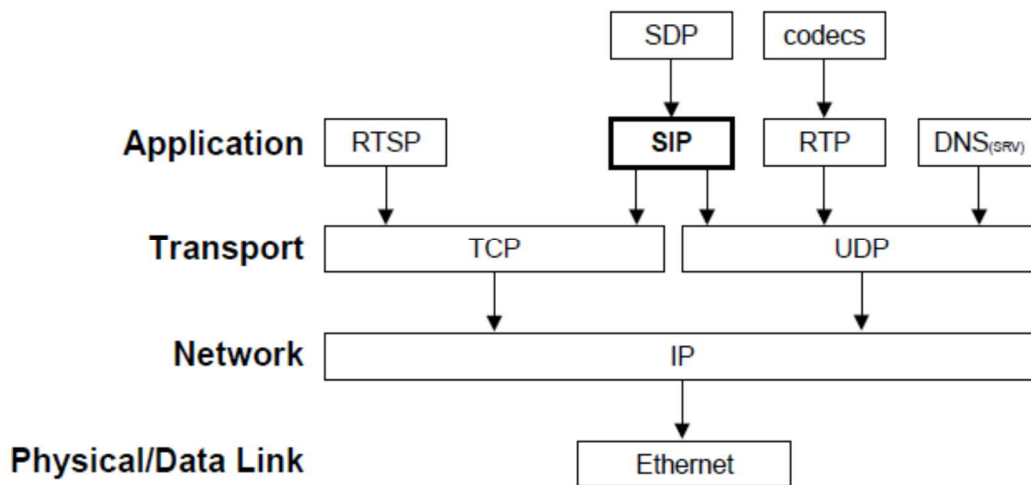 SDP codecs
Application RTSP SIP RTP DNS(SRV)
Transport TCP UDP
Network IP
Physical/Data Link Ethernet